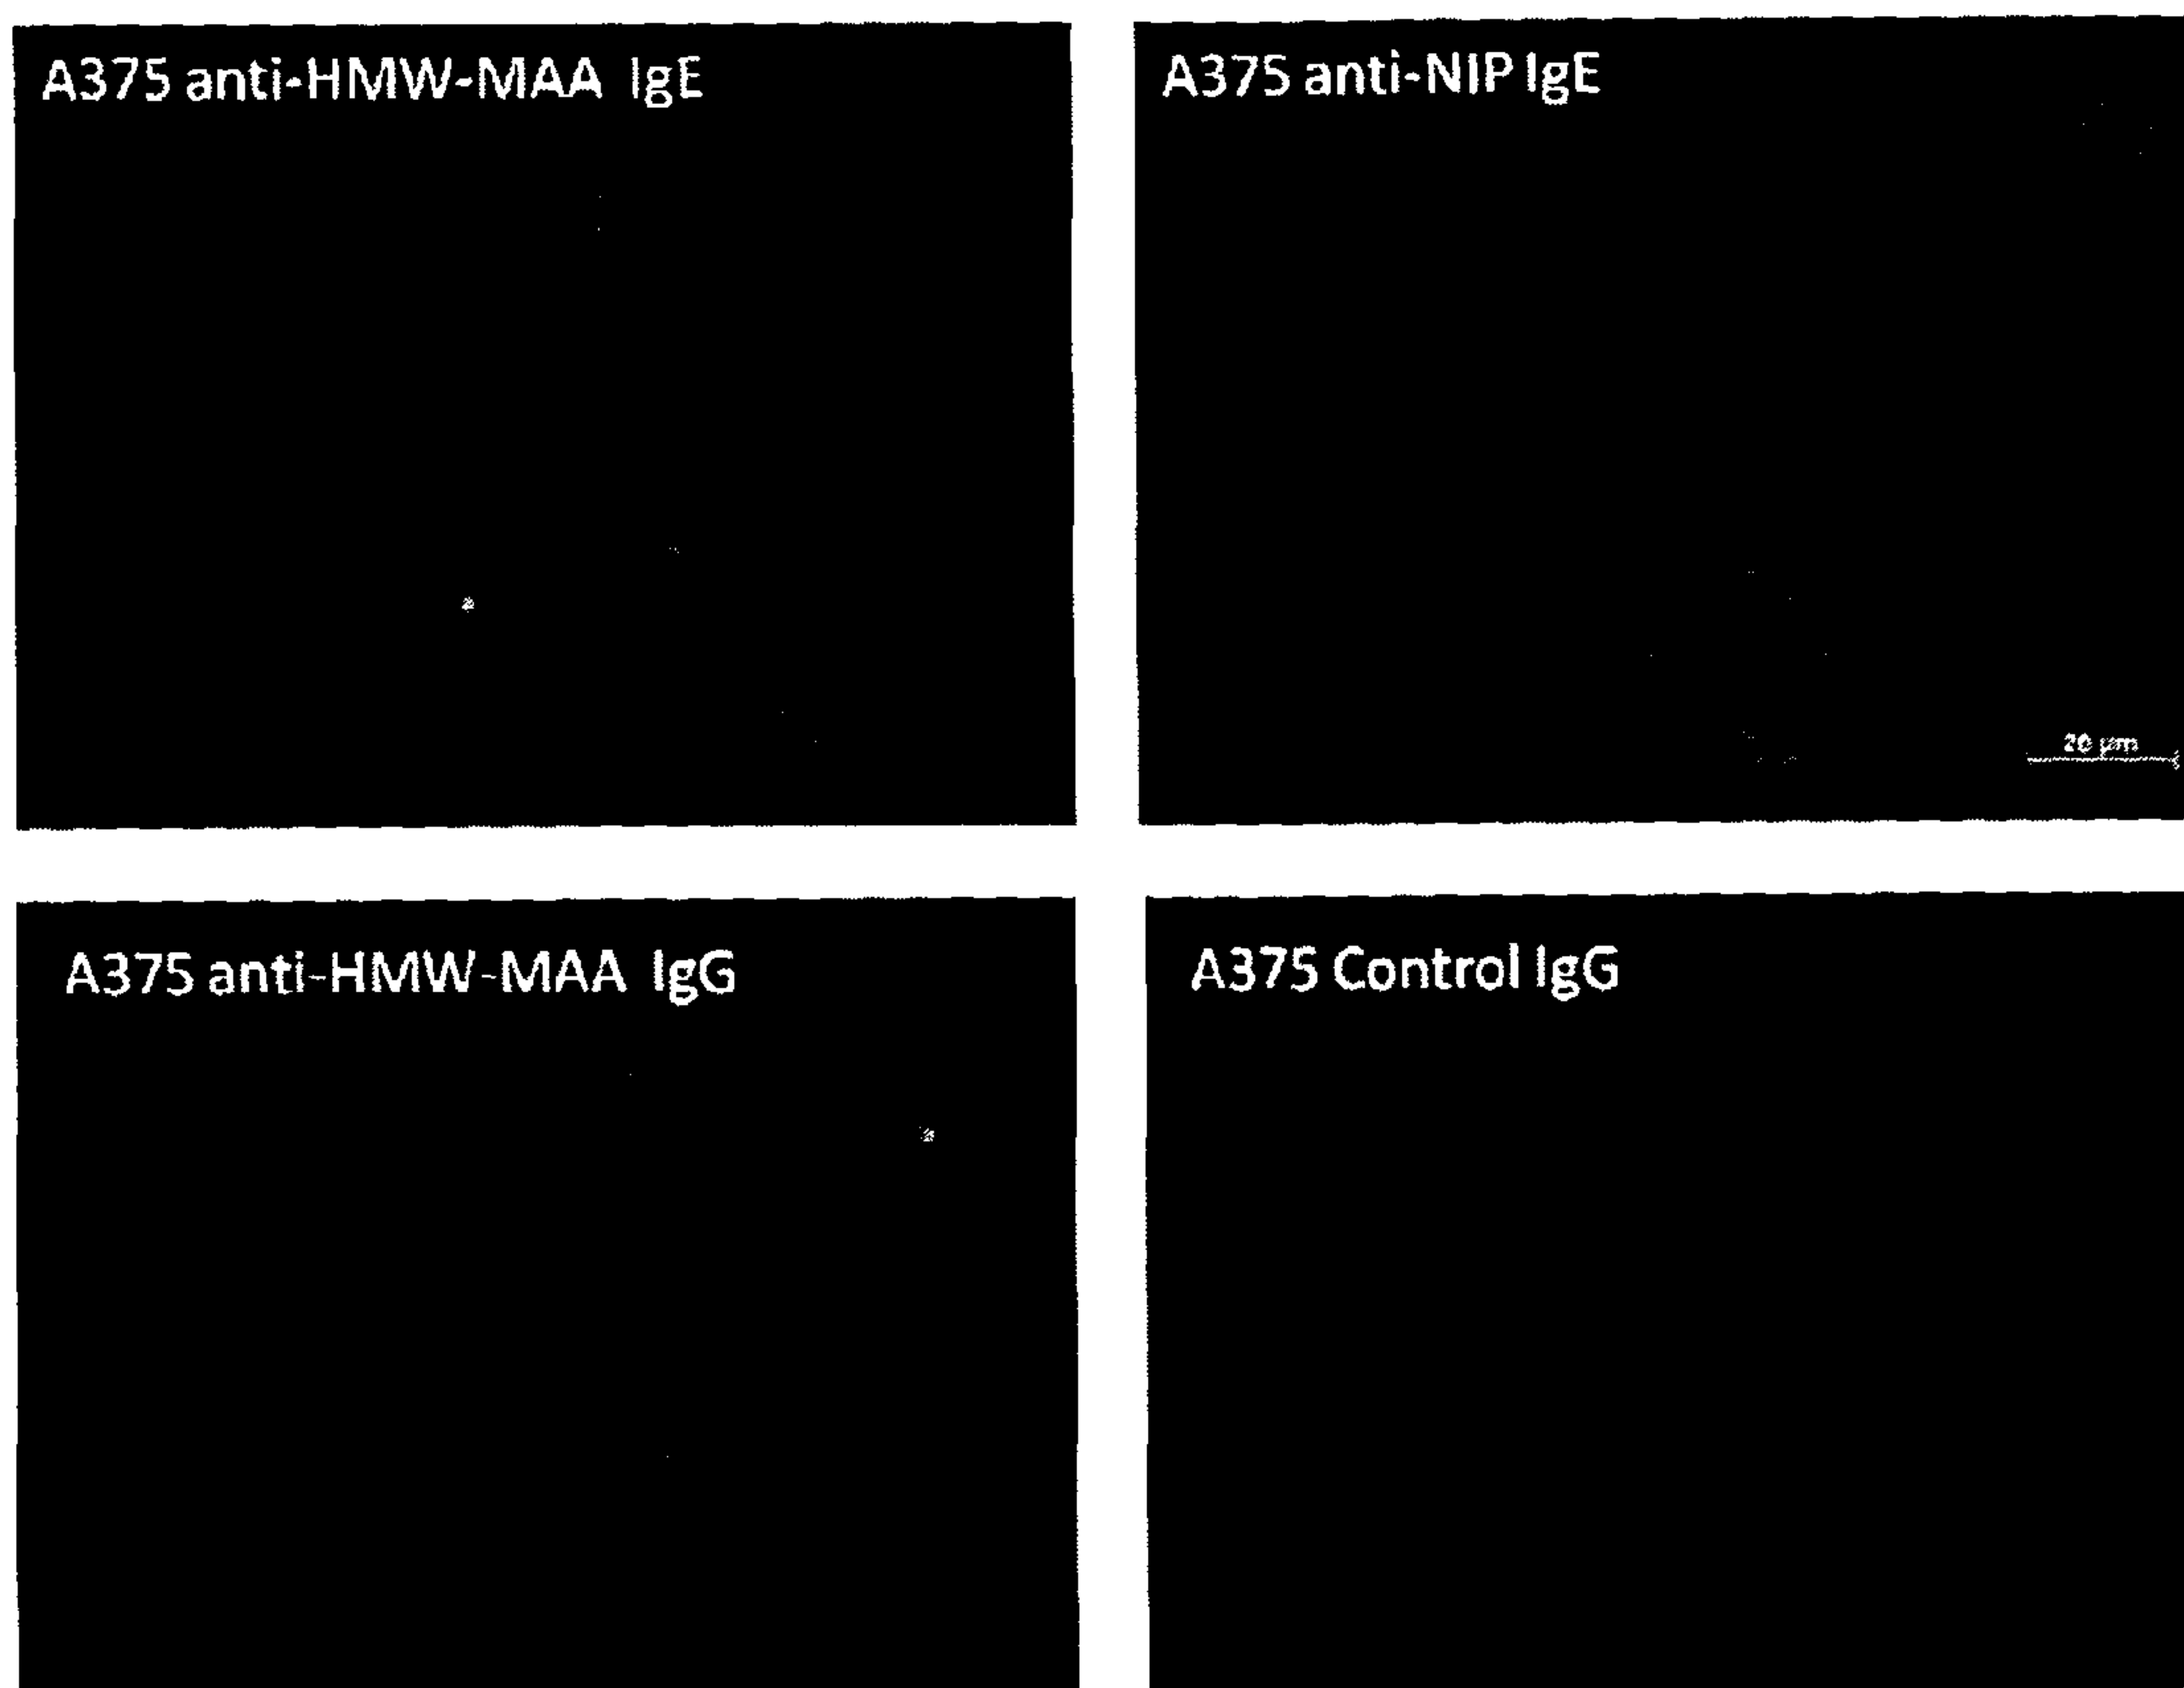 A375 anti-HMW-MAA IgE
A375 anti-NIP IgE
20 µm
A375 anti-HMW-MAA IgG
A375 Control IgG